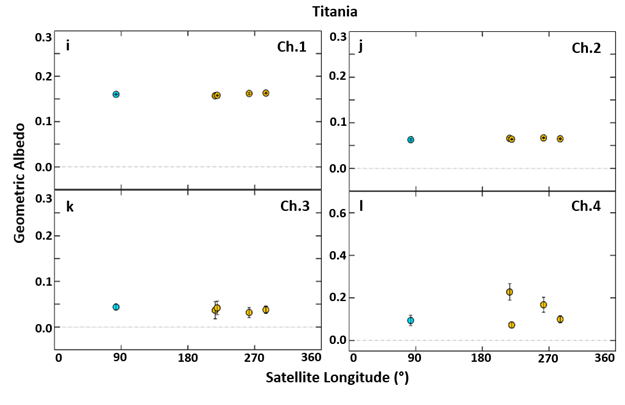 Titania
Geometric Albedo
i
Ch.1
0.3
0.2
0.1
0.0
j
Ch.2
0.3
0.2
0.1
0.0
k
Ch.3
0.3
0.2
0.1
0.0
l
Ch.4
0.6
0.4
0.2
0.0
0 90 180 270 360
0 90 180 270 360
Satellite Longitude (°)